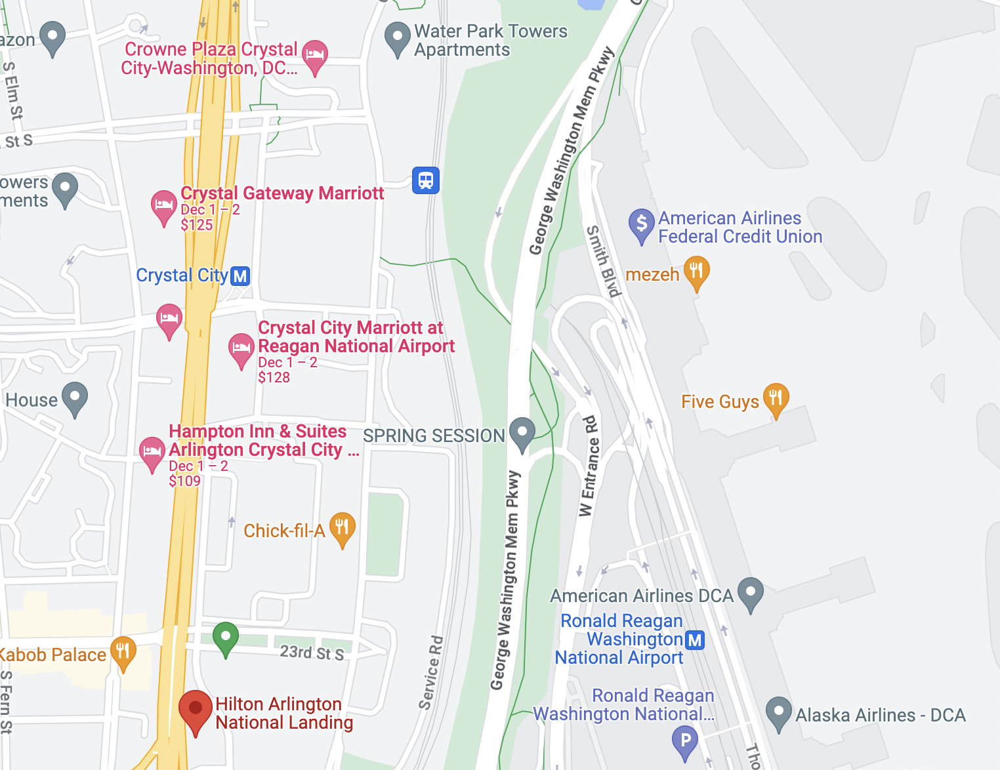 azon
S Elm St
St S
Crowne Plaza Crystal
City-Washington, DC...
Water Park Towers
Apartments
George Washington Mem Pkwy
owers
ments
Crystal Gateway Marriott
Dec 1 – 2
$125
American Airlines
Federal Credit Union
Smith Blvd
mezeh
Crystal City
M
Crystal City Marriott at
Reagan National Airport
Dec 1 – 2
$128
House
Five Guys
SPRING SESSION
Hampton Inn & Suites
Arlington Crystal City ...
Dec 1 – 2
$109
W Entrance Rd
George Washington Mem Pkwy
Chick-fil-A
American Airlines DCA
Ronald Reagan
Washington
National Airport
M
Kabob Palace
23rd St S
Service Rd
S Fern St
Hilton Arlington
National Landing
Ronald Reagan
Washington National...
P
Alaska Airlines - DCA
Tho